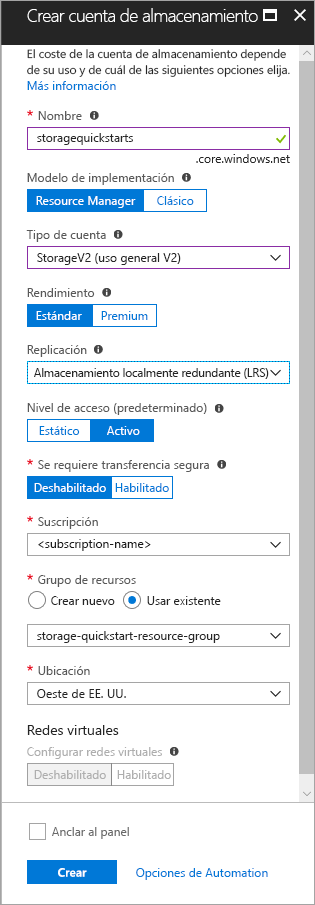 Crear cuenta de almacenamiento
El coste de la cuenta de almacenamiento depende
de su uso y de cuál de las siguientes opciones elija.
Más información
* Nombre
storagequickstarts
.core.windows.net
Modelo de implementación
Resource Manager Clásico
Tipo de cuenta
StorageV2 (uso general V2)
Rendimiento
Estándar Premium
Replicación
Almacenamiento localmente redundante (LRS)
Nivel de acceso (predeterminado)
Estático Activo
* Se requiere transferencia segura
Deshabilitado Habilitado
* Suscripción
<subscription-name>
* Grupo de recursos
Crear nuevo Usar existente
storage-quickstart-resource-group
* Ubicación
Oeste de EE. UU.
Redes virtuales
Configurar redes virtuales
Deshabilitado Habilitado
Anclar al panel
Crear Opciones de Automation